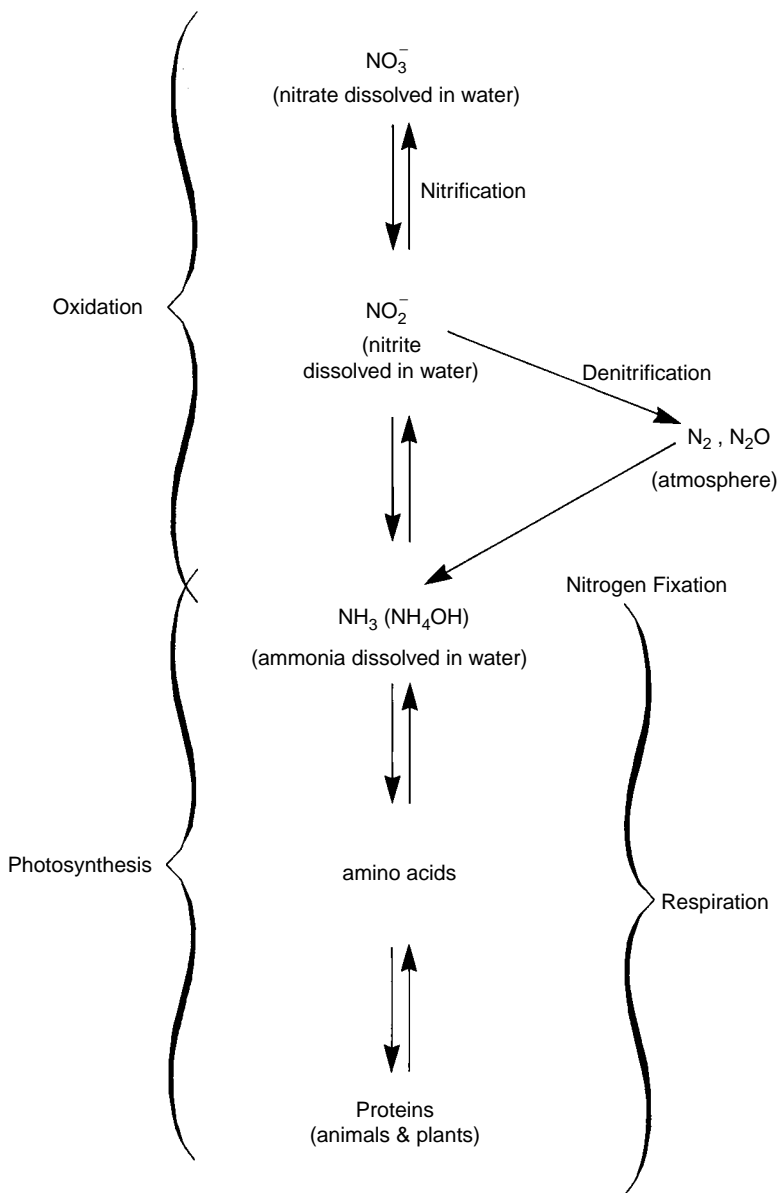 NO₃⁻
(nitrate dissolved in water)
Nitrification
Oxidation
NO₂⁻
(nitrite
dissolved in water)
Denitrification
N₂ , N₂O
(atmosphere)
Nitrogen Fixation
NH₃ (NH₄OH)
(ammonia dissolved in water)
Photosynthesis
amino acids
Respiration
Proteins
(animals & plants)